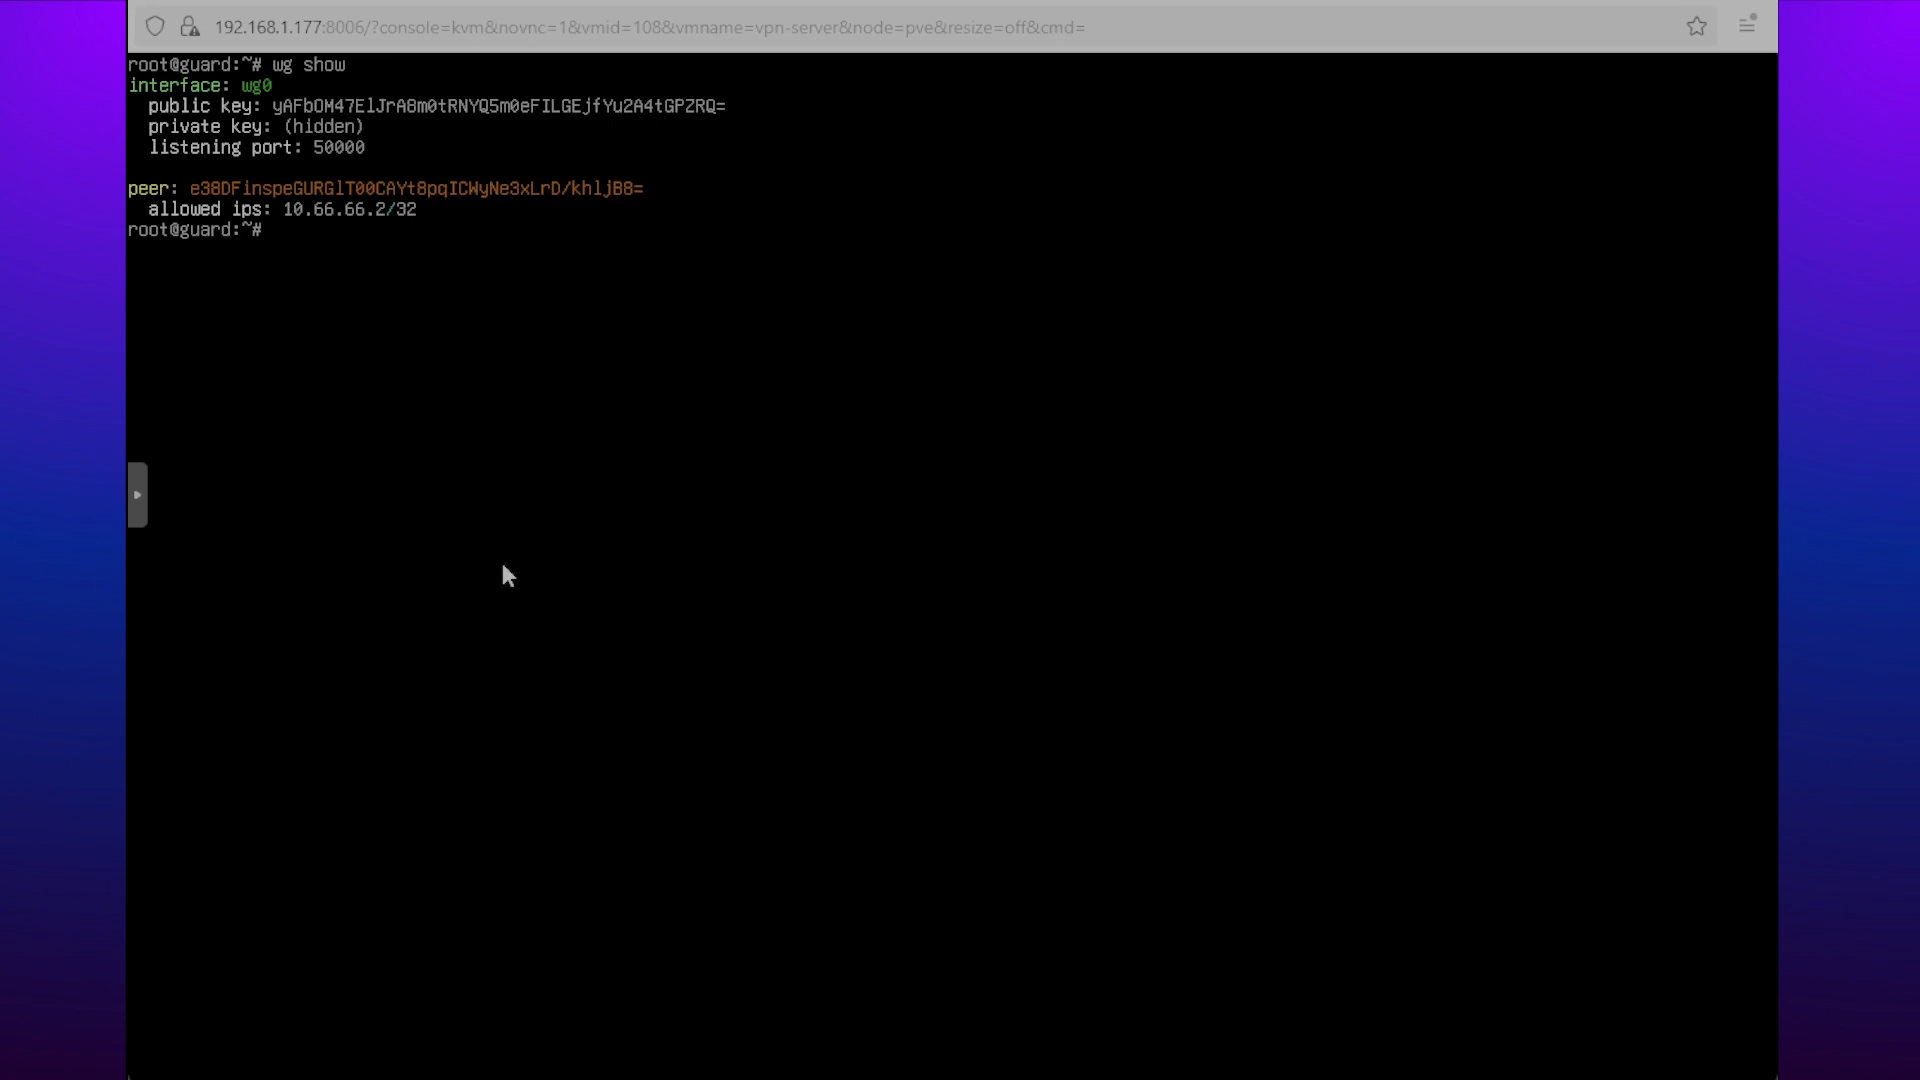 192.168.1.177:8006/?console=kvm&novnc=1&vmid=108&vmname=vpn-server&node=pve&resize=off&cmd=
root@guard:~# wg show
interface: wg0
public key: yAFbOM47ElJrA8m0tRNYQ5m0eFILGEjfYu2A4tGPZRQ=
private key: (hidden)
listening port: 50000
peer: e38DFinspeGURGlT00CAYt8pqICWyNe3xLrD/khljB8=
allowed ips: 10.66.66.2/32
root@guard:~#